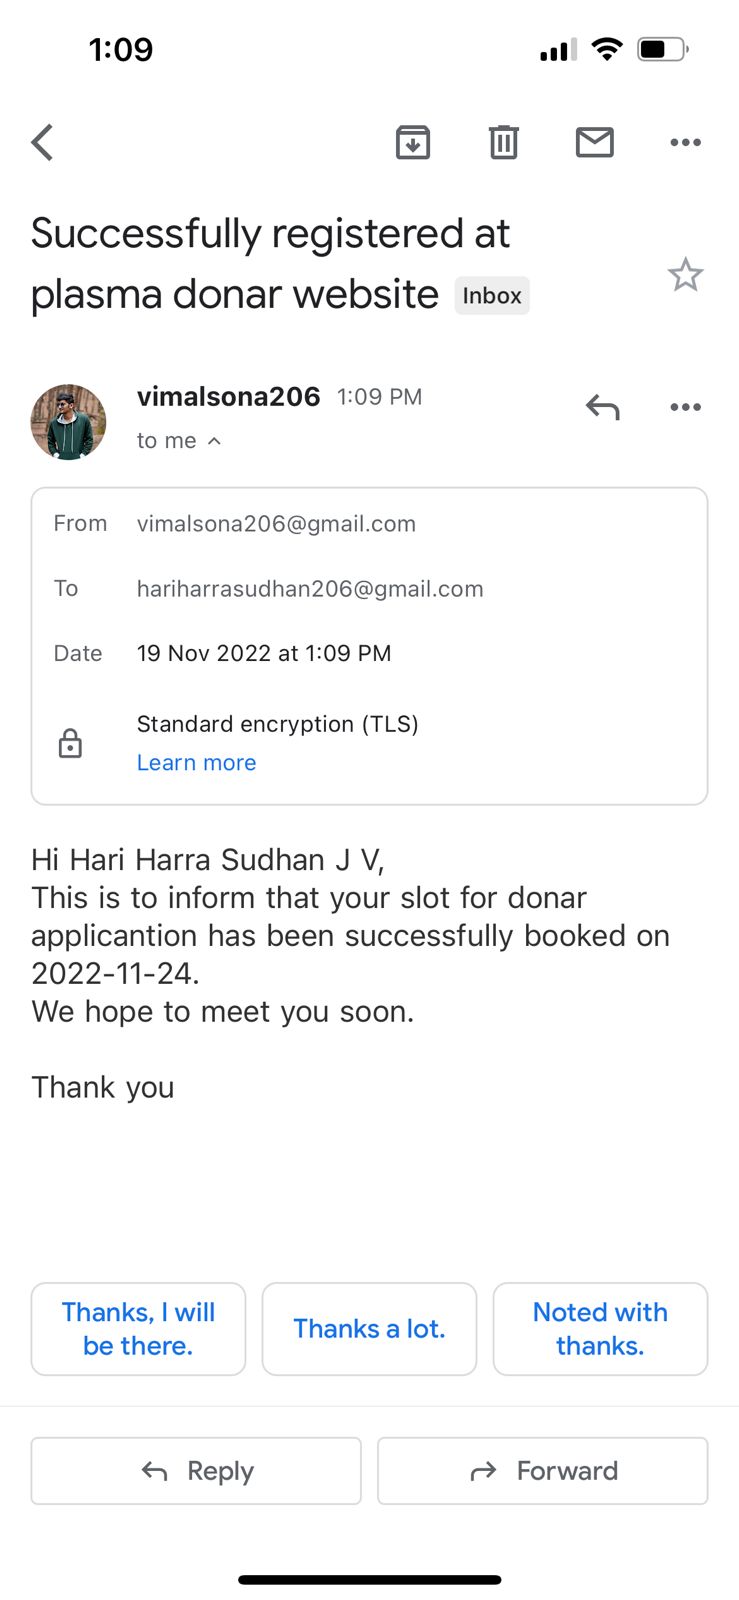 1:09
Successfully registered at
plasma donar website Inbox
vimalsona206 1:09 PM
to me
From vimalsona206@gmail.com
To hariharrasudhan206@gmail.com
Date 19 Nov 2022 at 1:09 PM
Standard encryption (TLS)
Learn more
Hi Hari Harra Sudhan J V,
This is to inform that your slot for donar
applicantion has been successfully booked on
2022-11-24.
We hope to meet you soon.
Thank you
Thanks, I will
be there.
Thanks a lot.
Noted with
thanks.
Reply Forward